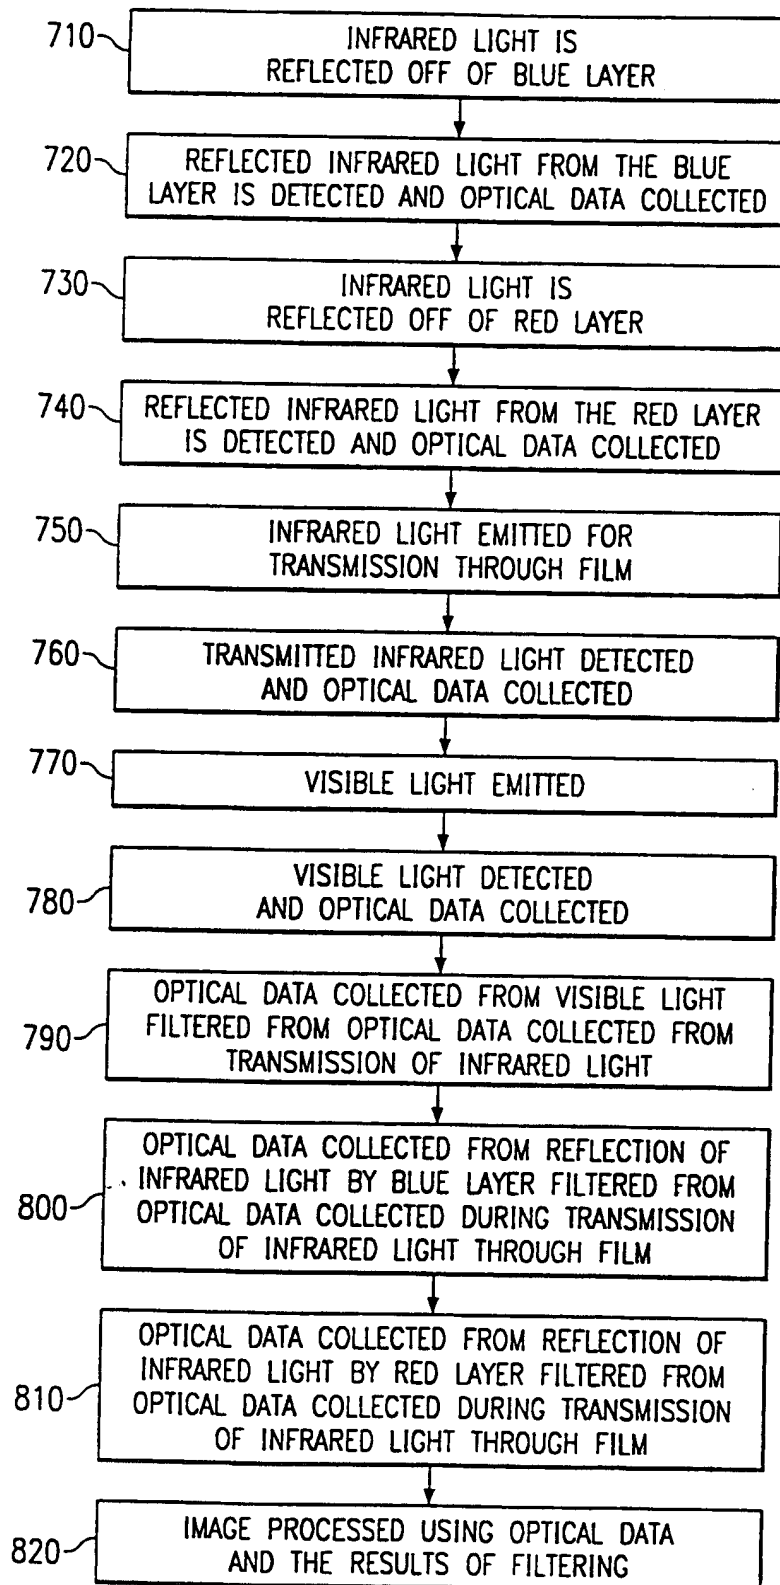 710
INFRARED LIGHT IS
REFLECTED OFF OF BLUE LAYER
720
REFLECTED INFRARED LIGHT FROM THE BLUE
LAYER IS DETECTED AND OPTICAL DATA COLLECTED
730
INFRARED LIGHT IS
REFLECTED OFF OF RED LAYER
740
REFLECTED INFRARED LIGHT FROM THE RED LAYER
IS DETECTED AND OPTICAL DATA COLLECTED
750
INFRARED LIGHT EMITTED FOR
TRANSMISSION THROUGH FILM
760
TRANSMITTED INFRARED LIGHT DETECTED
AND OPTICAL DATA COLLECTED
770
VISIBLE LIGHT EMITTED
780
VISIBLE LIGHT DETECTED
AND OPTICAL DATA COLLECTED
790
OPTICAL DATA COLLECTED FROM VISIBLE LIGHT
FILTERED FROM OPTICAL DATA COLLECTED FROM
TRANSMISSION OF INFRARED LIGHT
800
OPTICAL DATA COLLECTED FROM REFLECTION OF
INFRARED LIGHT BY BLUE LAYER FILTERED FROM
OPTICAL DATA COLLECTED DURING TRANSMISSION
OF INFRARED LIGHT THROUGH FILM
810
OPTICAL DATA COLLECTED FROM REFLECTION OF
INFRARED LIGHT BY RED LAYER FILTERED FROM
OPTICAL DATA COLLECTED DURING TRANSMISSION
OF INFRARED LIGHT THROUGH FILM
820
IMAGE PROCESSED USING OPTICAL DATA
AND THE RESULTS OF FILTERING